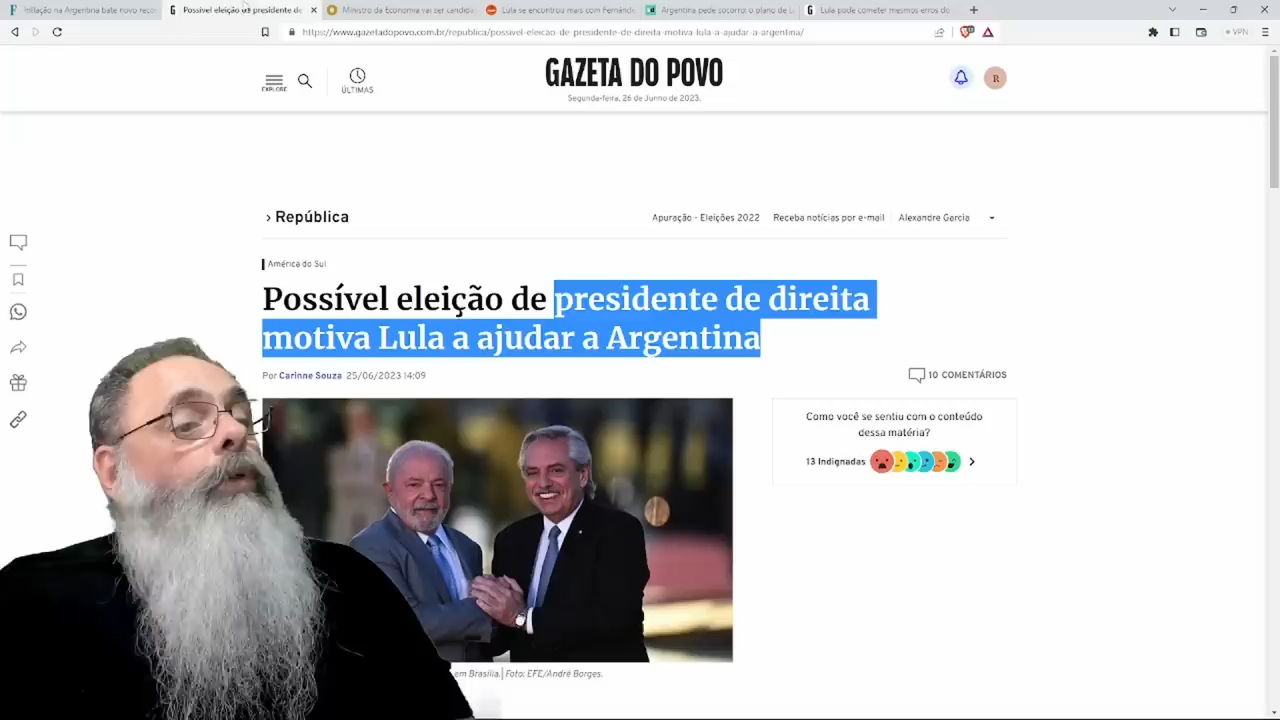 Inflação na Argentina bate novo recor
Possível eleição de presidente de
Ministro da Economia vai ser candida
Lula se encontrou mais com Fernánde
Argentina pede socorro: o plano de L
Lula pode cometer mesmos erros do
https://www.gazetadopovo.com.br/republica/possivel-eleicao-de-presidente-de-direita-motiva-lula-a-ajudar-a-argentina/
VPN
EXPLORE
ÚLTIMAS
GAZETA DO POVO
Segunda-feira, 26 de Junho de 2023.
R
República
Apuração - Eleições 2022
Receba notícias por e-mail
Alexandre Garcia
América do Sul
Possível eleição de presidente de direita
motiva Lula a ajudar a Argentina
Por Carinne Souza 25/06/2023 14:09
10 COMENTÁRIOS
Como você se sentiu com o conteúdo
dessa matéria?
13 Indignadas
em Brasília.| Foto: EFE/André Borges.